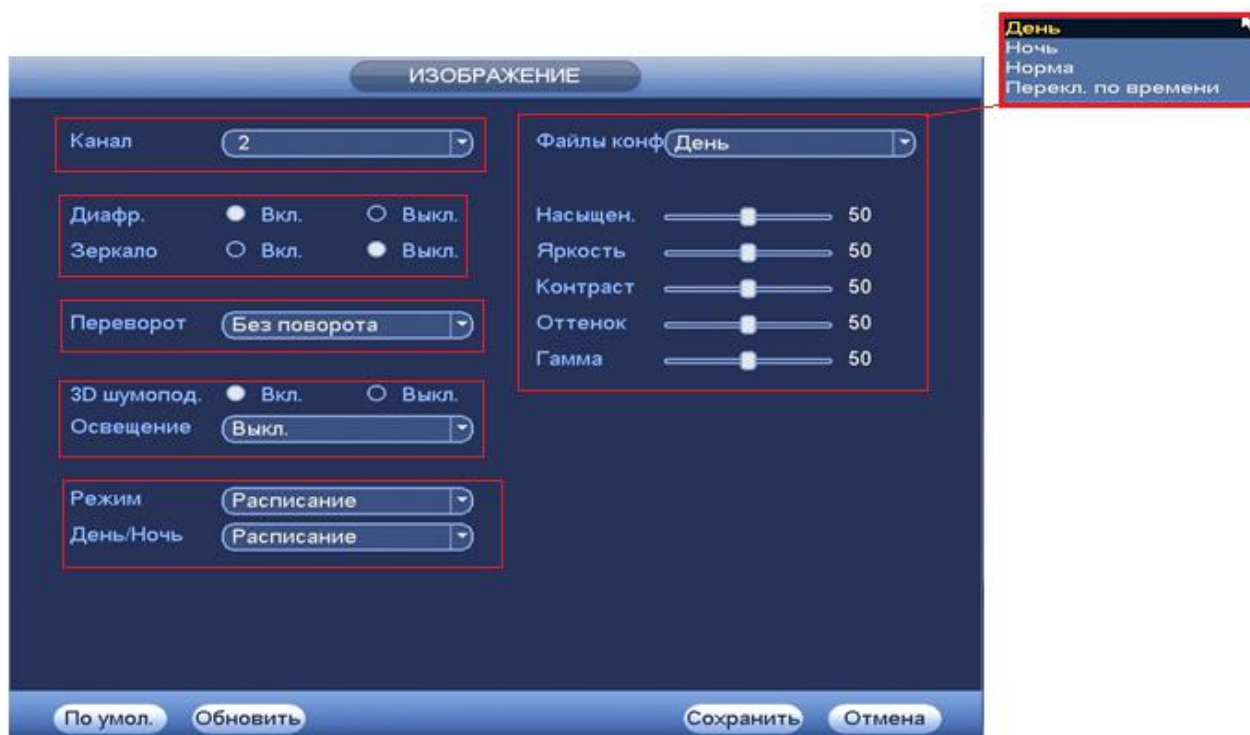 День
Ночь
Норма
Перекл. по времени
ИЗОБРАЖЕНИЕ
Канал 2
Диафр. Вкл. Выкл.
Зеркало Вкл. Выкл.
Переворот Без поворота
3D шумопод. Вкл. Выкл.
Освещение Выкл.
Режим Расписание
День/Ночь Расписание
Файлы конф День
Насыщен. 50
Яркость 50
Контраст 50
Оттенок 50
Гамма 50
По умол. Обновить Сохранить Отмена